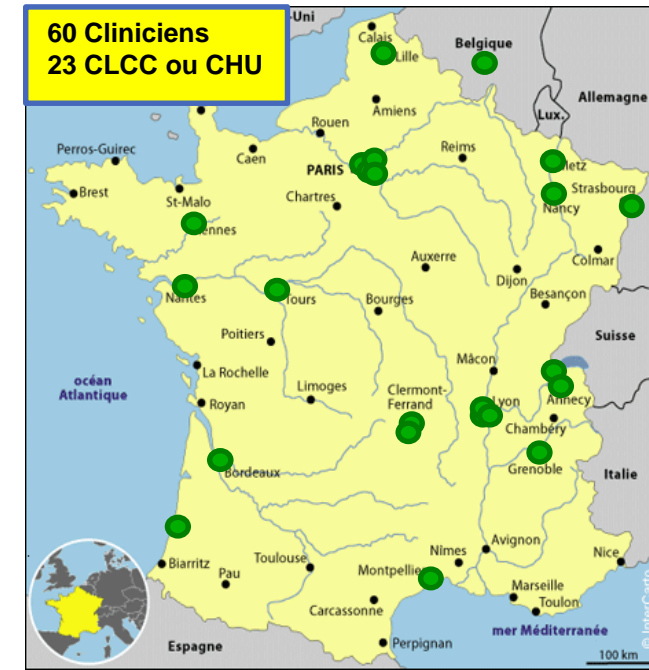 60 Cliniciens
23 CLCC ou CHU
-Uni
Calais
Lille
Belgique
Allemagne
Lux.
Amiens
Rouen
Reims
Perros-Guirec
Caen
PARIS
etz
Brest
St-Malo
Chartres
Strasbourg
Nancy
ennes
Auxerre
Colmar
Dijon
Nantes
Tours
Bourges
Besançon
Poitiers
Suisse
Mâcon
La Rochelle
océan
Atlantique
Limoges
Clermont-
Ferrand
Lyon
Annecy
Royan
Chambéry
Bordeaux
Grenoble
Italie
Avignon
Biarritz
Toulouse
Nîmes
Nice
Pau
Montpellier
Marseille
Carcassonne
Toulon
mer Méditerranée
Espagne
Perpignan
100 km
© InterCarto